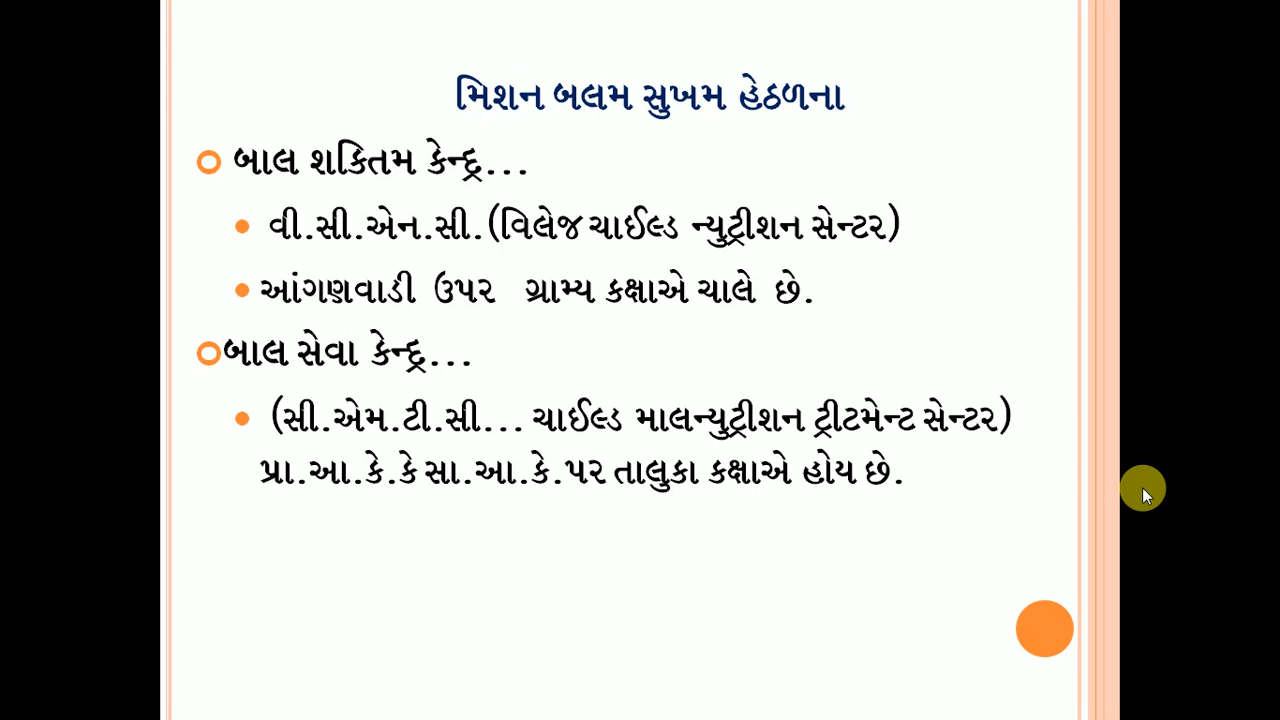 મિશન બલમ સુખમ હેઠળના
બાલ શકિતમ કેન્દ્ર...
વી.સી.એન.સી.(વિલેજ ચાઈલ્ડ ન્યુટ્રીશન સેન્ટર)
આંગણવાડી ઉપર ગ્રામ્ય કક્ષાએ ચાલે છે.
બાલ સેવા કેન્દ્ર...
(સી.એમ.ટી.સી... ચાઈલ્ડ માલન્યુટ્રીશન ટ્રીટમેન્ટ સેન્ટર)
પ્રા.આ.કે.કે સા.આ.કે.પર તાલુકા કક્ષાએ હોય છે.